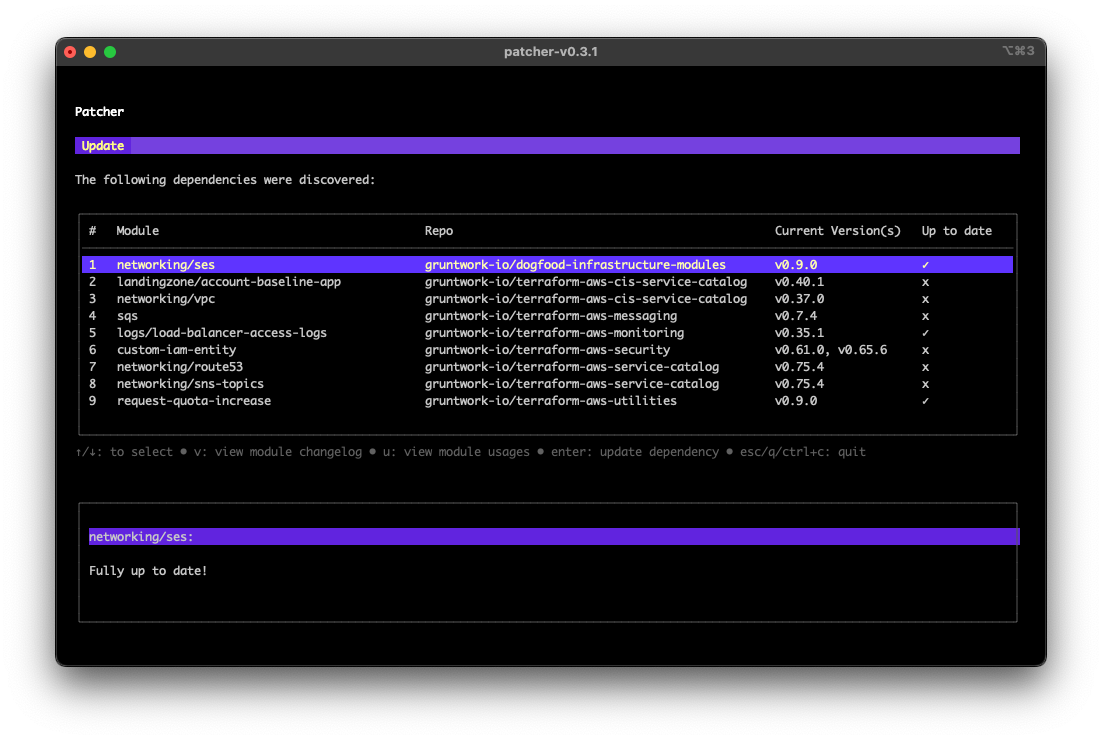 patcher-v0.3.1
⌥⌘3
Patcher
Update
The following dependencies were discovered:
# Module Repo Current Version(s) Up to date
1 networking/ses gruntwork-io/dogfood-infrastructure-modules v0.9.0 ✓
2 landingzone/account-baseline-app gruntwork-io/terraform-aws-cis-service-catalog v0.40.1 x
3 networking/vpc gruntwork-io/terraform-aws-cis-service-catalog v0.37.0 x
4 sqs gruntwork-io/terraform-aws-messaging v0.7.4 x
5 logs/load-balancer-access-logs gruntwork-io/terraform-aws-monitoring v0.35.1 ✓
6 custom-iam-entity gruntwork-io/terraform-aws-security v0.61.0, v0.65.6 x
7 networking/route53 gruntwork-io/terraform-aws-service-catalog v0.75.4 x
8 networking/sns-topics gruntwork-io/terraform-aws-service-catalog v0.75.4 x
9 request-quota-increase gruntwork-io/terraform-aws-utilities v0.9.0 ✓
↑/↓: to select ● v: view module changelog ● u: view module usages ● enter: update dependency ● esc/q/ctrl+c: quit
networking/ses:
Fully up to date!